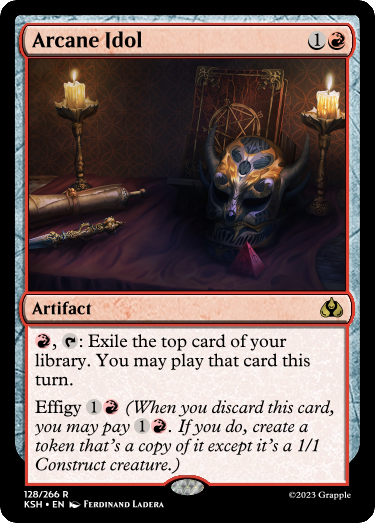 Arcane Idol 1
Artifact
, : Exile the top card of your
library. You may play that card this
turn.
Effigy 1 (When you discard this card,
you may pay 1 . If you do, create a
token that's a copy of it except it's a 1/1
Construct creature.)
128/266 R
KSH • EN Ferdinand Ladera
©2023 Grapple